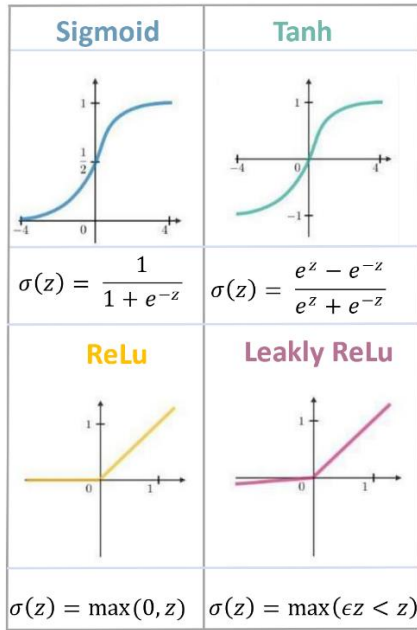 Sigmoid
Tanh
1
1/2
-4
0
4
1
-4
0
4
-1
σ(z) = 1 / (1 + e^{-z})
σ(z) = (e^z − e^{-z}) / (e^z + e^{-z})
ReLu
Leakly ReLu
1
0
1
1
0
1
σ(z) = max(0, z)
σ(z) = max(ϵz < z)